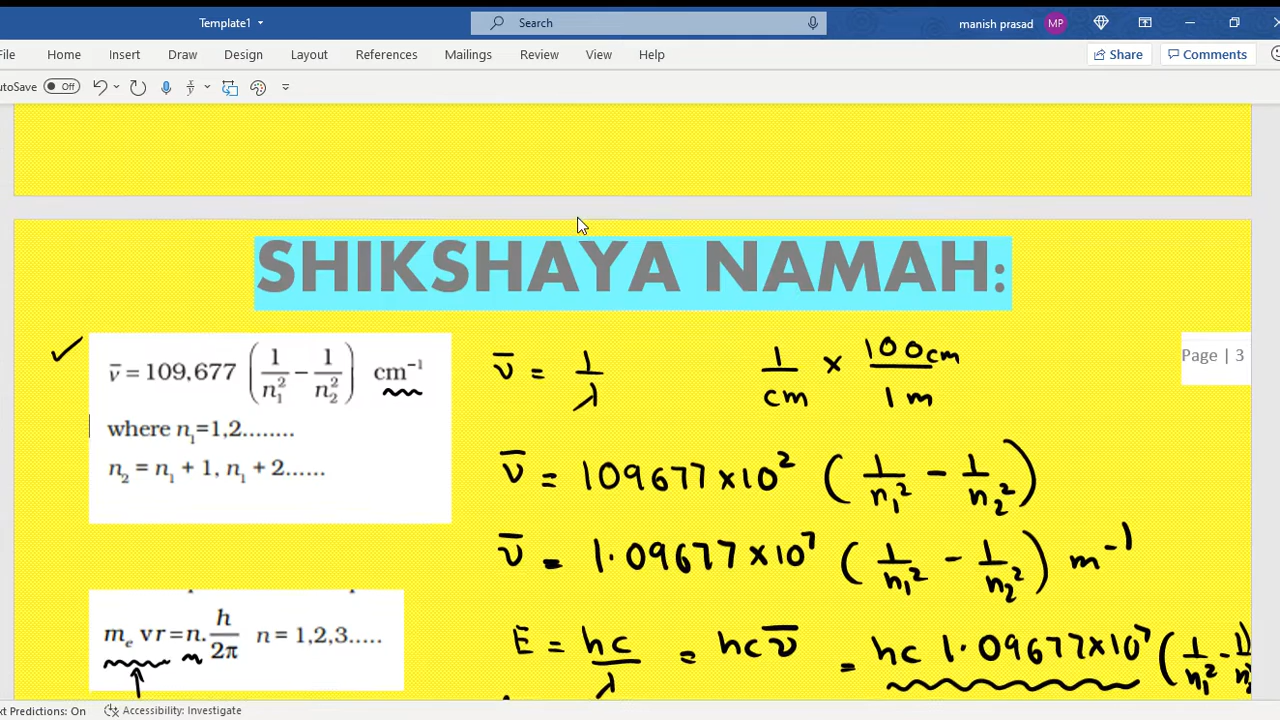 Template1
Search
manish prasad MP
File Home Insert Draw Design Layout References Mailings Review View Help Share Comments
AutoSave Off
SHIKSHAYA NAMAH:
Page | 3
ν̄ = 109,677 (1/n₁² − 1/n₂²) cm⁻¹
where n₁=1,2........
n₂ = n₁ + 1, n₁ + 2......
ν̄ = 1/λ
1/cm × 100cm/1m
ν̄ = 109677×10² (1/n₁² − 1/n₂²)
ν̄ = 1.09677×10⁷ (1/n₁² − 1/n₂²) m⁻¹
mₑ vr=n. h/2π n = 1,2,3.....
E = hc/λ = hcν̄ = hc 1.09677×10⁷ (1/n₁² − 1/n₂²
Text Predictions: On Accessibility: Investigate